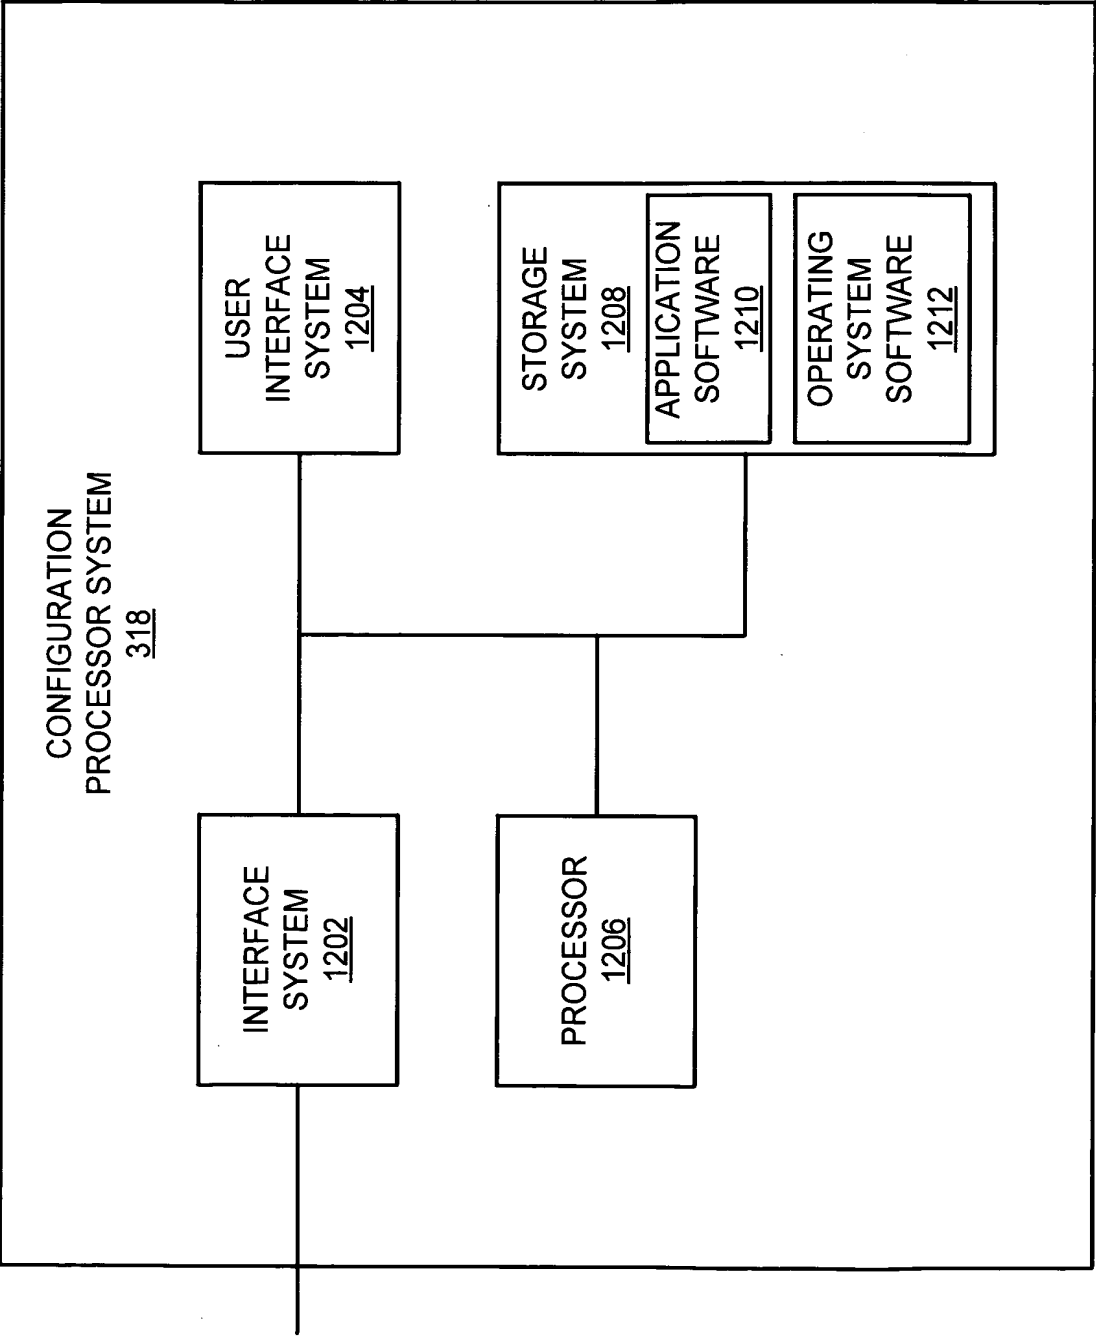 CONFIGURATION
PROCESSOR SYSTEM
318
INTERFACE
SYSTEM
1202
USER
INTERFACE
SYSTEM
1204
PROCESSOR
1206
STORAGE
SYSTEM
1208
APPLICATION
SOFTWARE
1210
OPERATING
SYSTEM
SOFTWARE
1212